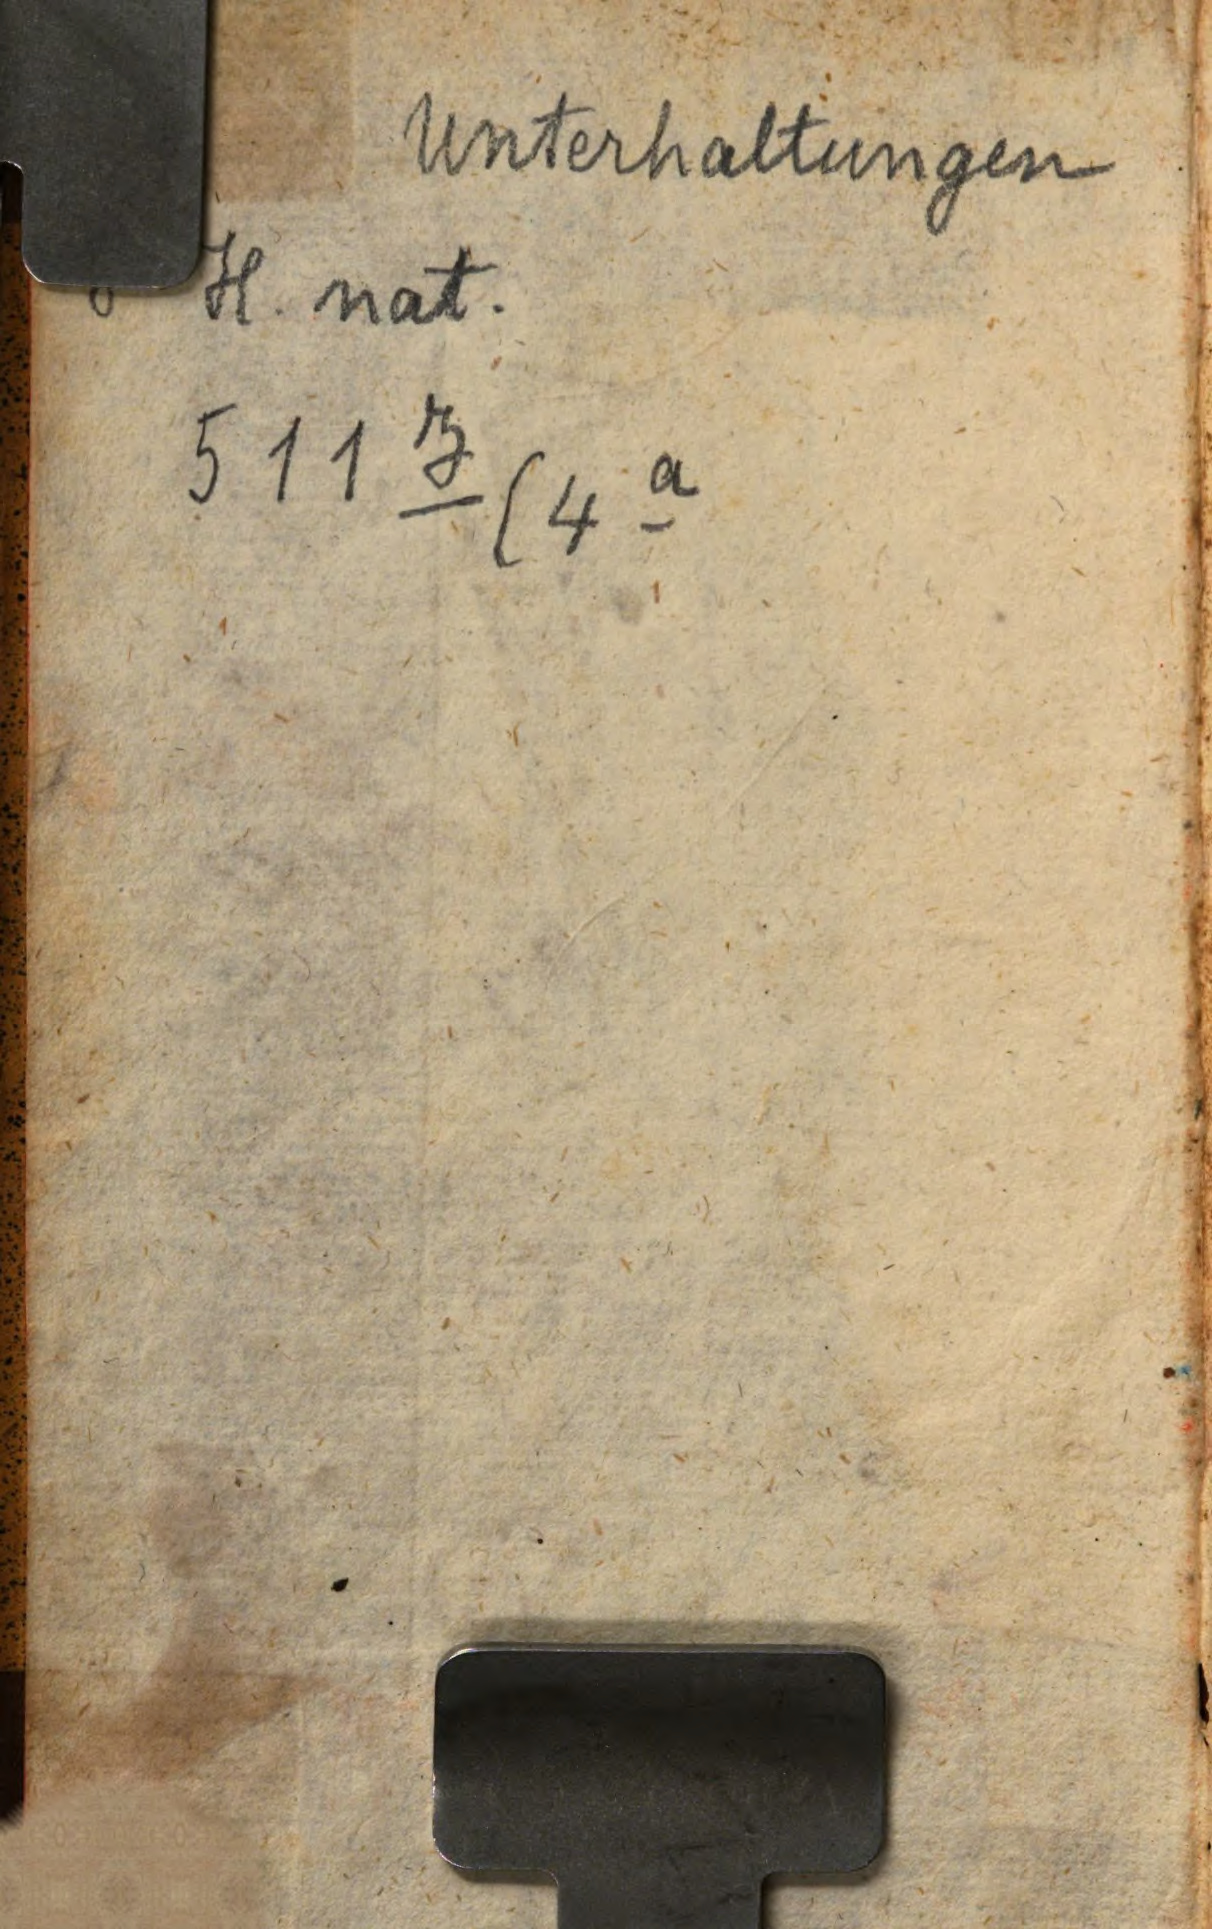 Unterhaltungen
H. nat.
511 z (4 a